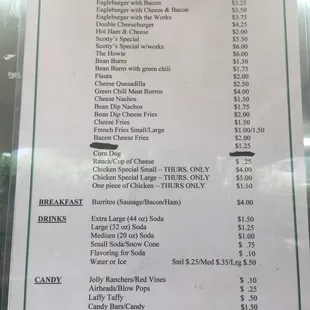 Eagleburger with Bacon $3.25
Eagleburger with Cheese & Bacon $3.50
Eagleburger with the Works $3.75
Double Cheeseburger $4.25
Hot Ham & Cheese $2.00
Scotty's Special $5.50
Scotty's Special w/works $6.00
The Howie $6.00
Bean Burro $1.50
Bean Burro with green chili $1.75
Flauta $2.00
Cheese Quesadilla $2.50
Green Chili Meat Burros $4.00
Cheese Nachos $1.50
Bean Dip Nachos $1.75
Bean Dip Cheese Fries $2.00
Cheese Fries $1.50
French Fries Small/Large $1.00/1.50
Bacon Cheese Fries $2.00
$1.25
Corn Dog
Ranch/Cup of Cheese $ .25
Chicken Special Small – THURS. ONLY $4.00
Chicken Special Large – THURS. ONLY $5.00
One piece of Chicken – THURS ONLY $1.50
BREAKFAST Burritos (Sausage/Bacon/Ham) $4.00
DRINKS Extra Large (44 oz) Soda $1.50
Large (32 oz) Soda $1.25
Medium (20 oz) Soda $1.00
Small Soda/Snow Cone $ .75
Flavoring for Soda $ .10
Water or Ice Sml $.25/Med $.35/Lrg $.50
CANDY Jolly Ranchers/Red Vines $ .10
Airheads/Blow Pops $ .25
Laffy Taffy $ .50
Candy Bars/Candy $1.50